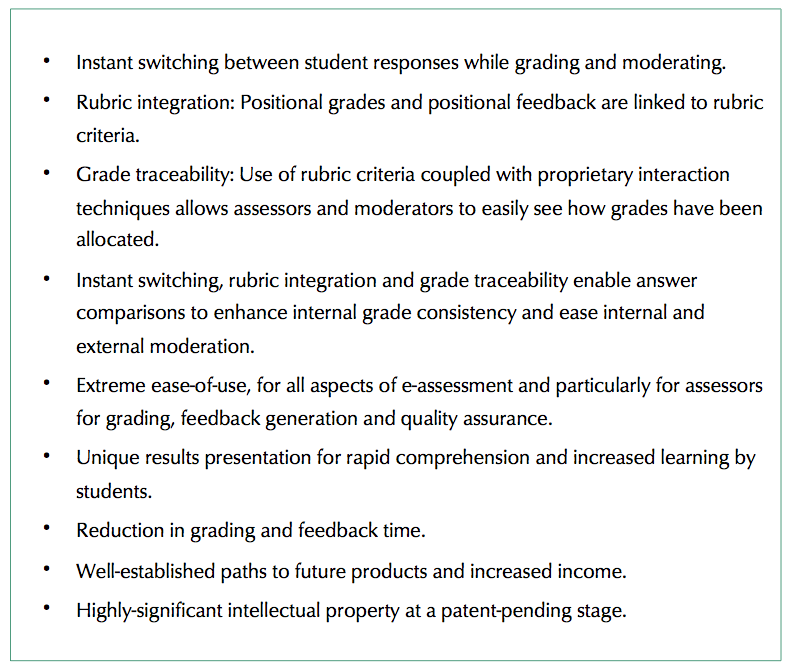 • Instant switching between student responses while grading and moderating.
• Rubric integration: Positional grades and positional feedback are linked to rubric
criteria.
• Grade traceability: Use of rubric criteria coupled with proprietary interaction
techniques allows assessors and moderators to easily see how grades have been
allocated.
• Instant switching, rubric integration and grade traceability enable answer
comparisons to enhance internal grade consistency and ease internal and
external moderation.
• Extreme ease-of-use, for all aspects of e-assessment and particularly for assessors
for grading, feedback generation and quality assurance.
• Unique results presentation for rapid comprehension and increased learning by
students.
• Reduction in grading and feedback time.
• Well-established paths to future products and increased income.
• Highly-significant intellectual property at a patent-pending stage.